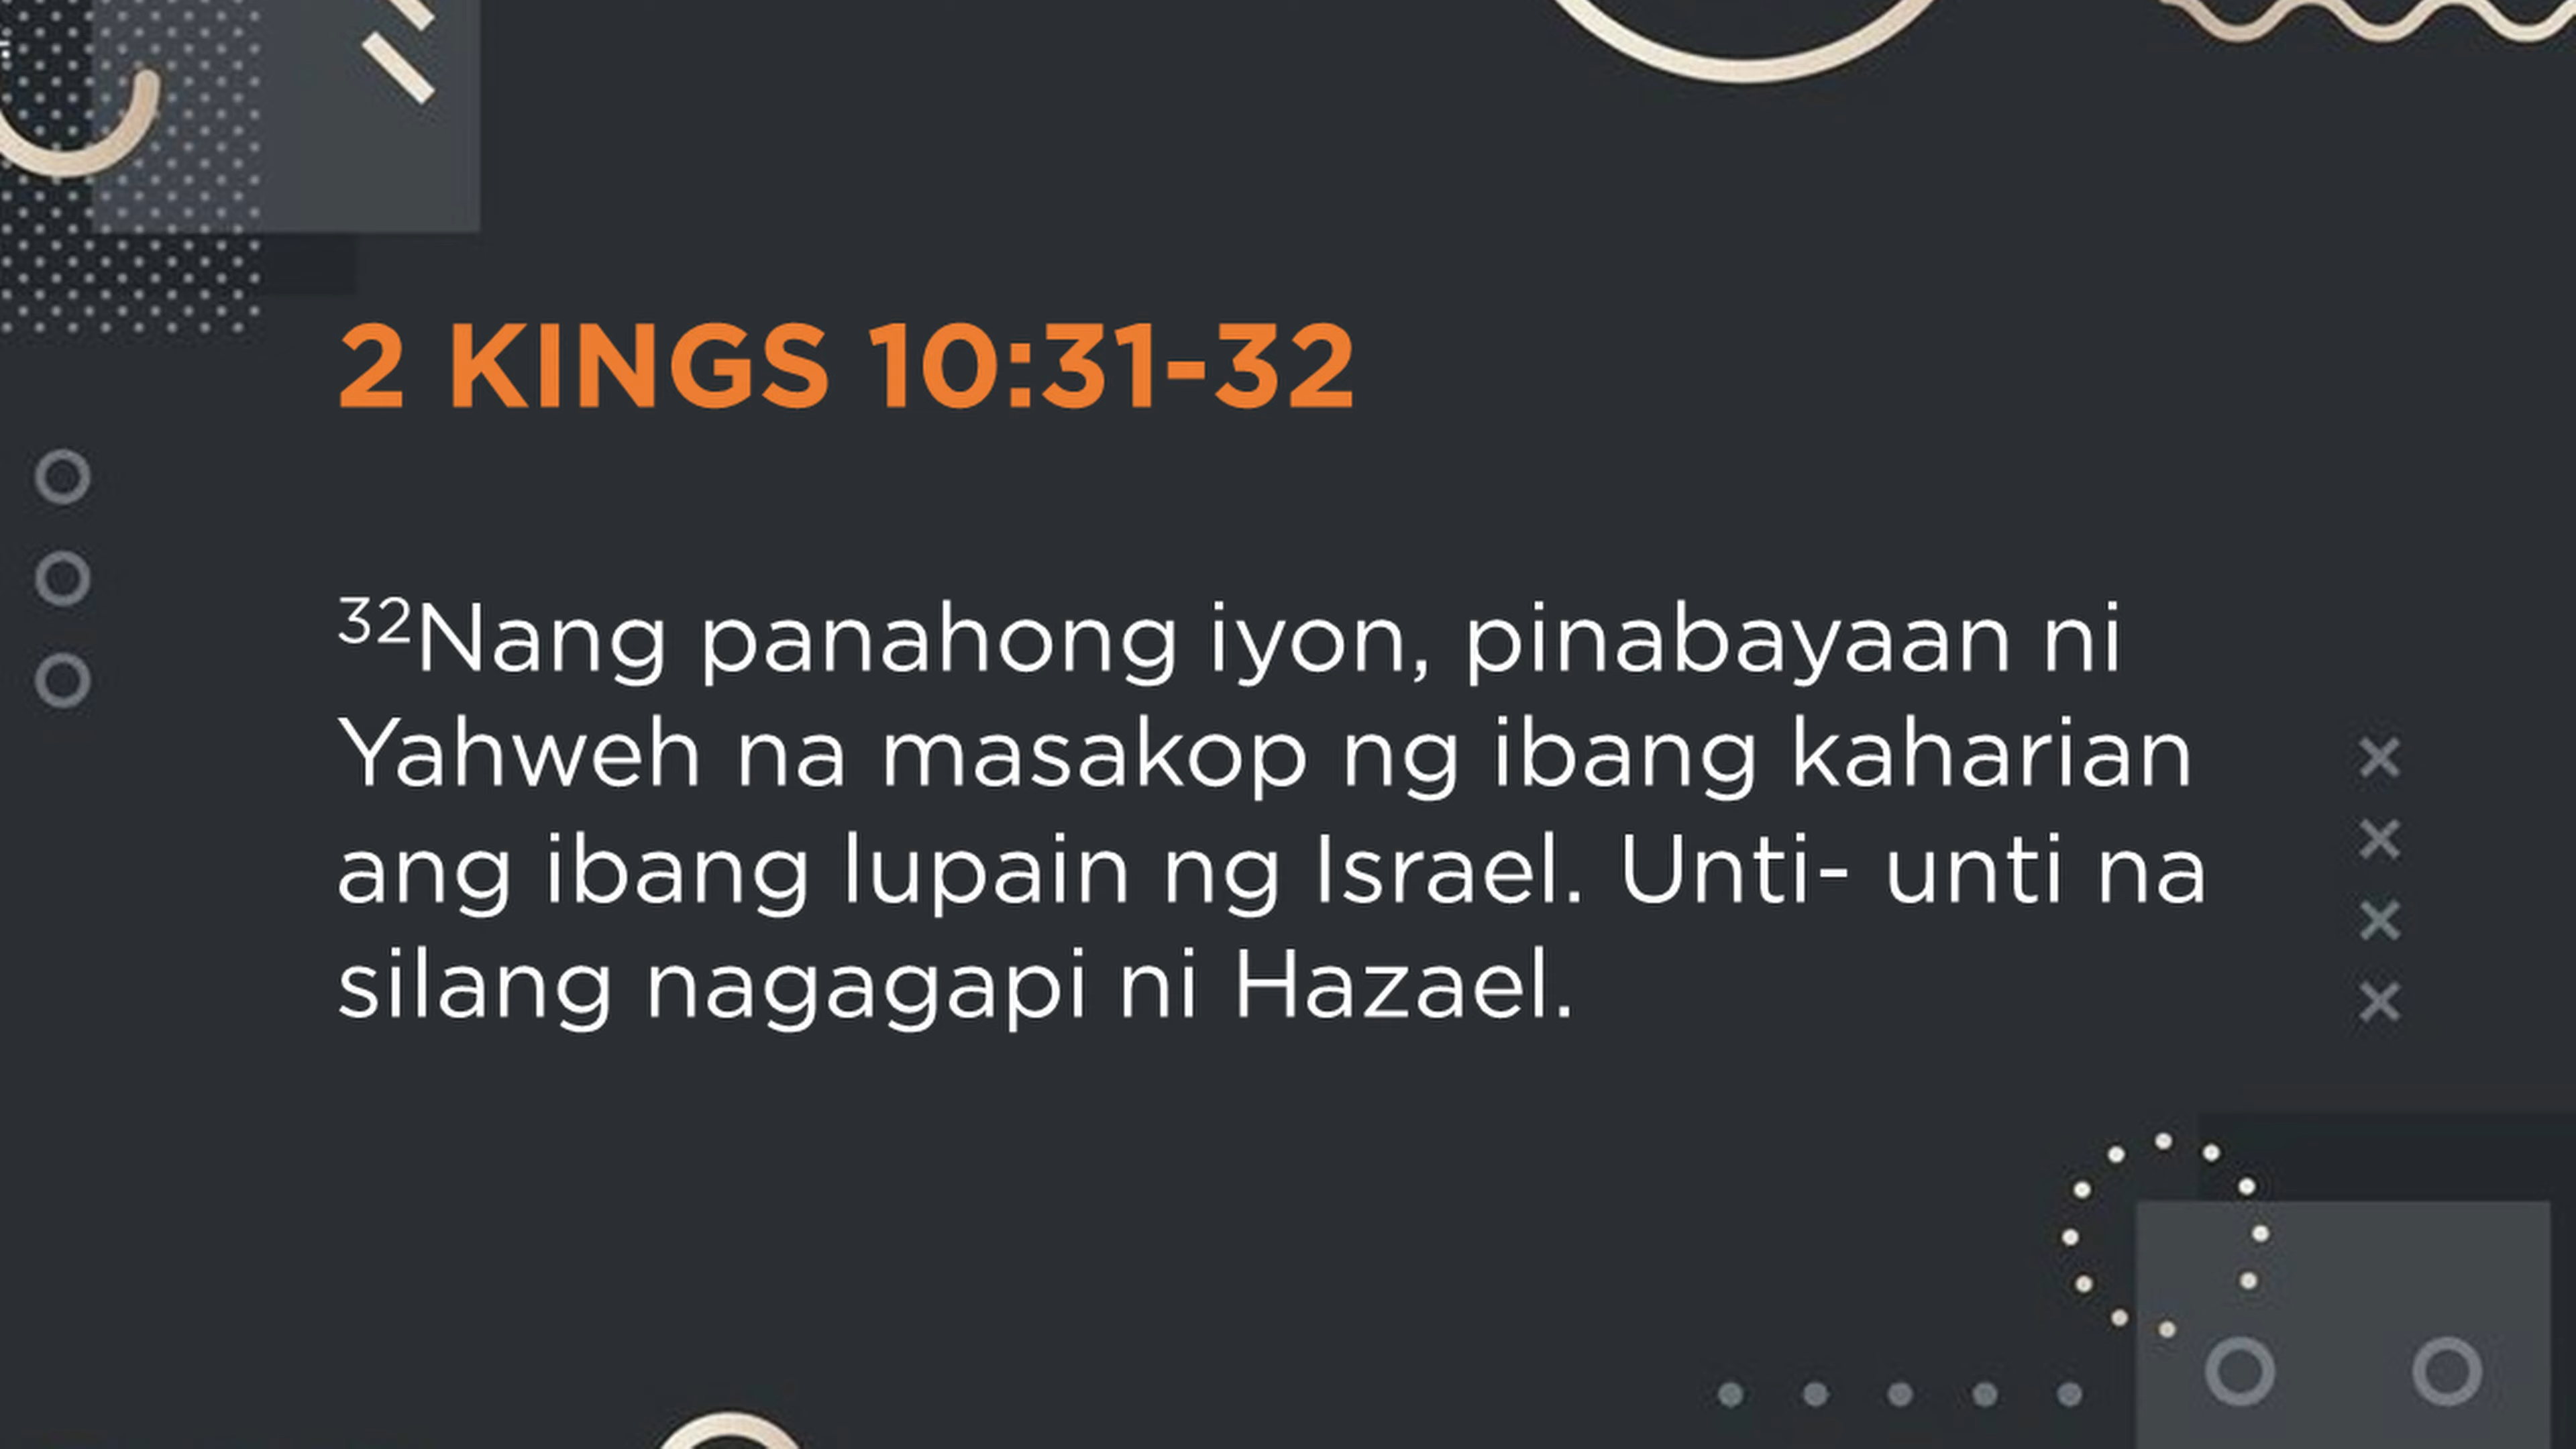 2 KINGS 10:31-32
32Nang panahong iyon, pinabayaan ni
Yahweh na masakop ng ibang kaharian
ang ibang lupain ng Israel. Unti- unti na
silang nagagapi ni Hazael.